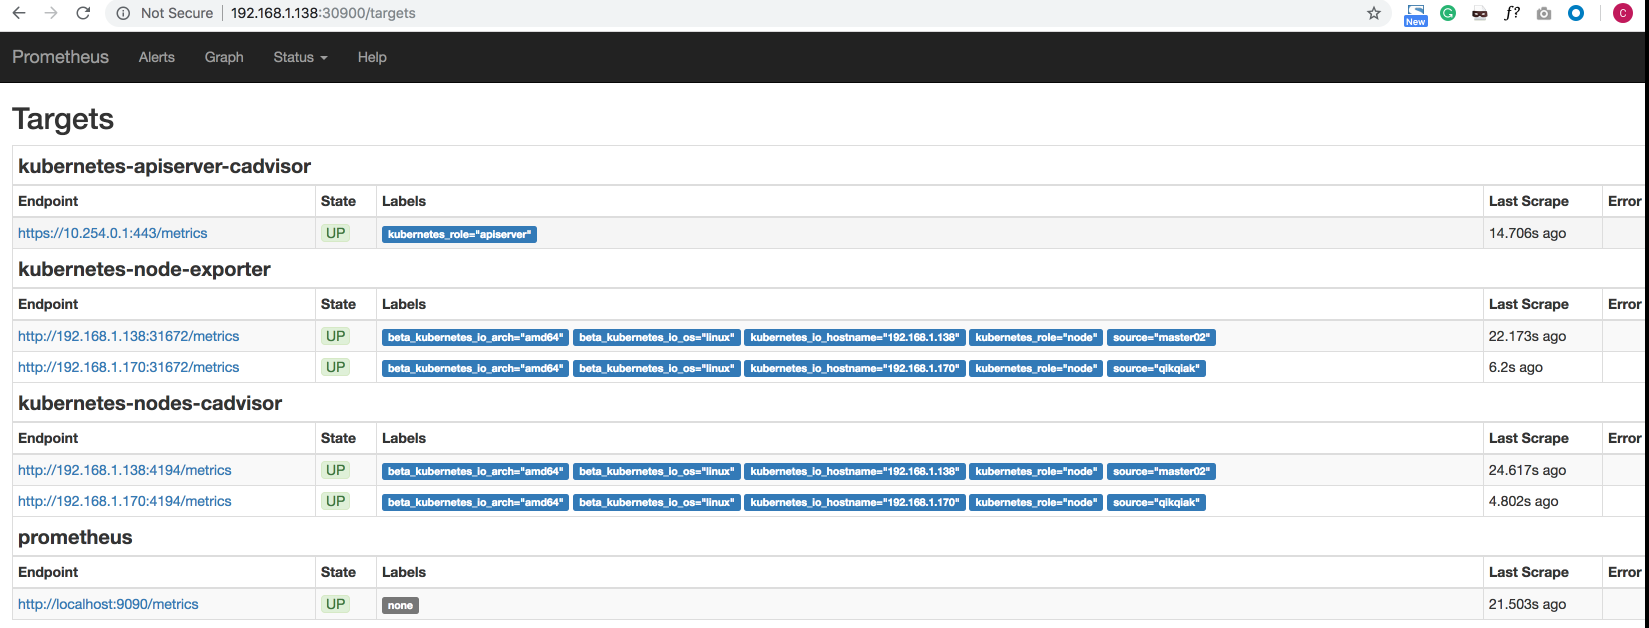 Not Secure 192.168.1.138:30900/targets f? C
New
Prometheus Alerts Graph Status Help
Targets
kubernetes-apiserver-cadvisor
Endpoint State Labels Last Scrape Error
https://10.254.0.1:443/metrics UP kubernetes_role="apiserver" 14.706s ago
kubernetes-node-exporter
Endpoint State Labels Last Scrape Error
http://192.168.1.138:31672/metrics UP beta_kubernetes_io_arch="amd64" beta_kubernetes_io_os="linux" kubernetes_io_hostname="192.168.1.138" kubernetes_role="node" source="master02" 22.173s ago
http://192.168.1.170:31672/metrics UP beta_kubernetes_io_arch="amd64" beta_kubernetes_io_os="linux" kubernetes_io_hostname="192.168.1.170" kubernetes_role="node" source="qikqiak" 6.2s ago
kubernetes-nodes-cadvisor
Endpoint State Labels Last Scrape Error
http://192.168.1.138:4194/metrics UP beta_kubernetes_io_arch="amd64" beta_kubernetes_io_os="linux" kubernetes_io_hostname="192.168.1.138" kubernetes_role="node" source="master02" 24.617s ago
http://192.168.1.170:4194/metrics UP beta_kubernetes_io_arch="amd64" beta_kubernetes_io_os="linux" kubernetes_io_hostname="192.168.1.170" kubernetes_role="node" source="qikqiak" 4.802s ago
prometheus
Endpoint State Labels Last Scrape Error
http://localhost:9090/metrics UP none 21.503s ago